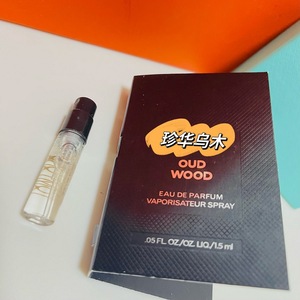 珍华乌木
OUD
WOOD
EAU DE PARFUM
VAPORISATEUR SPRAY
.05 FL. OZ/OZ. LIQ./1.5 ml